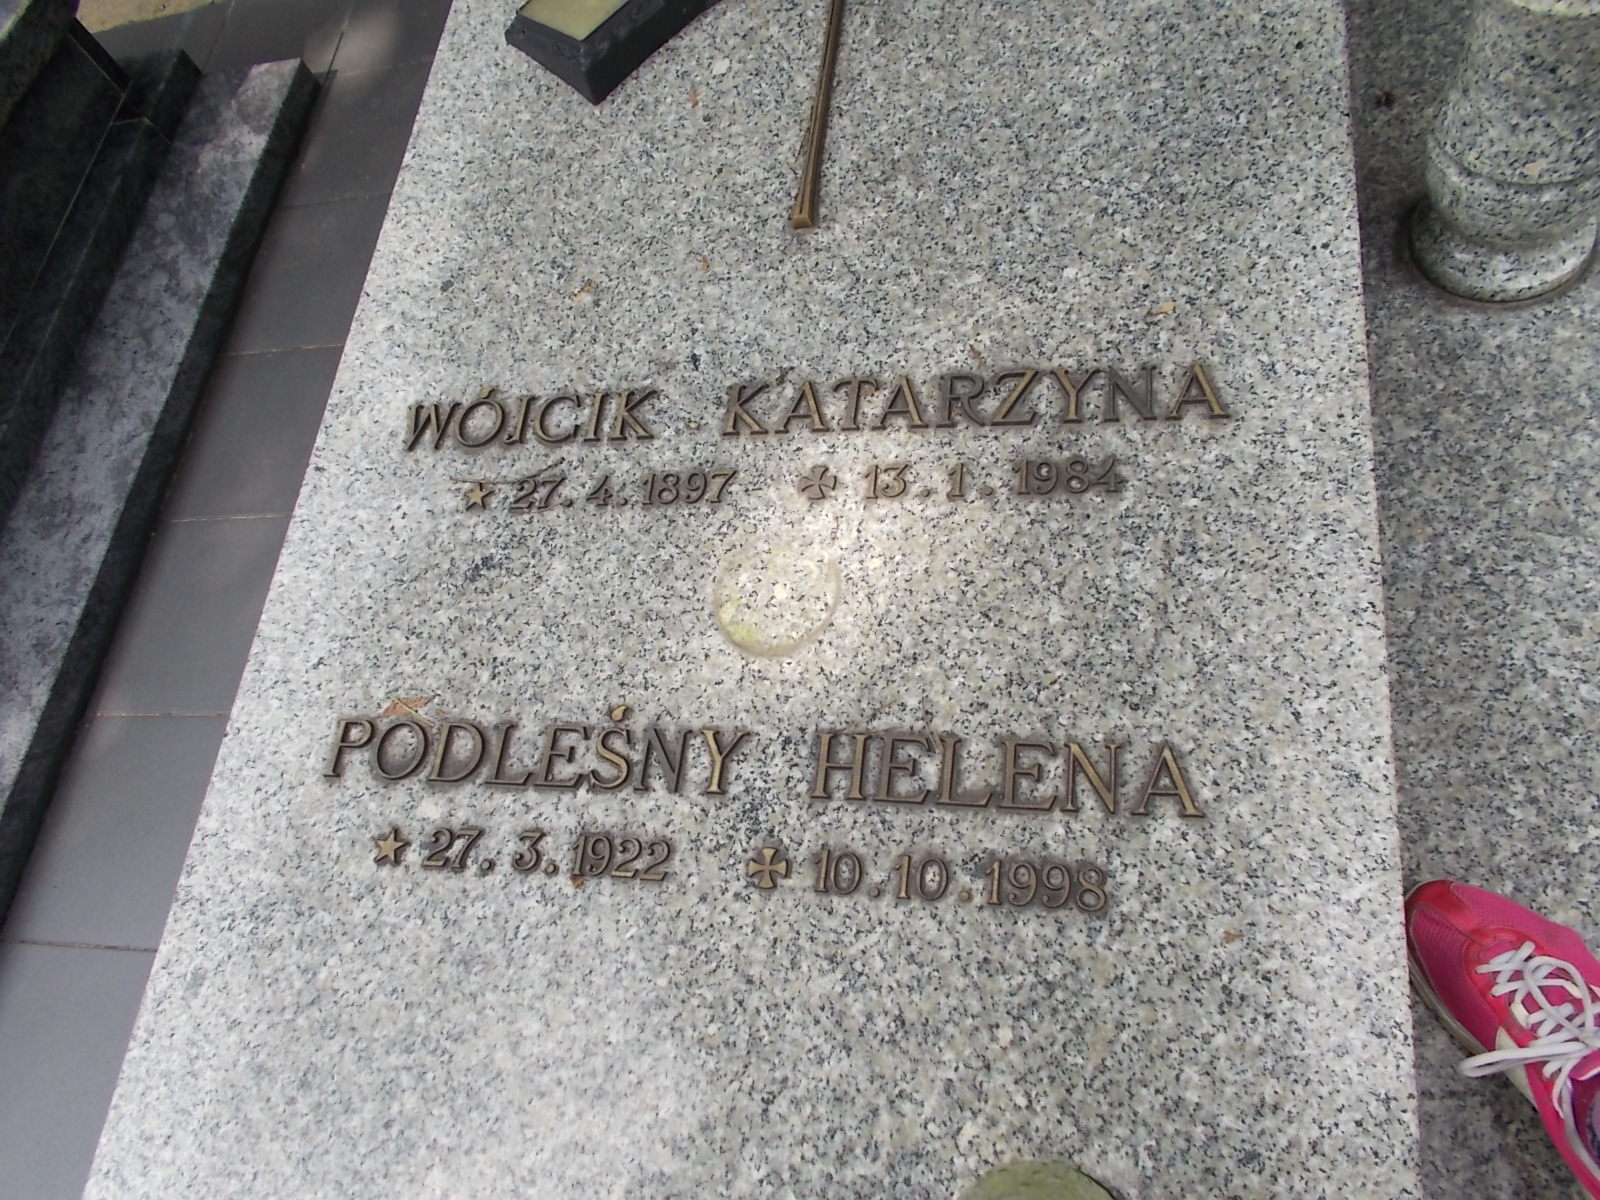 WÓJCIK KATARZYNA
27.4.1897 13.1.1984
PODLEŚNY HELENA
27.3.1922 10.10.1998